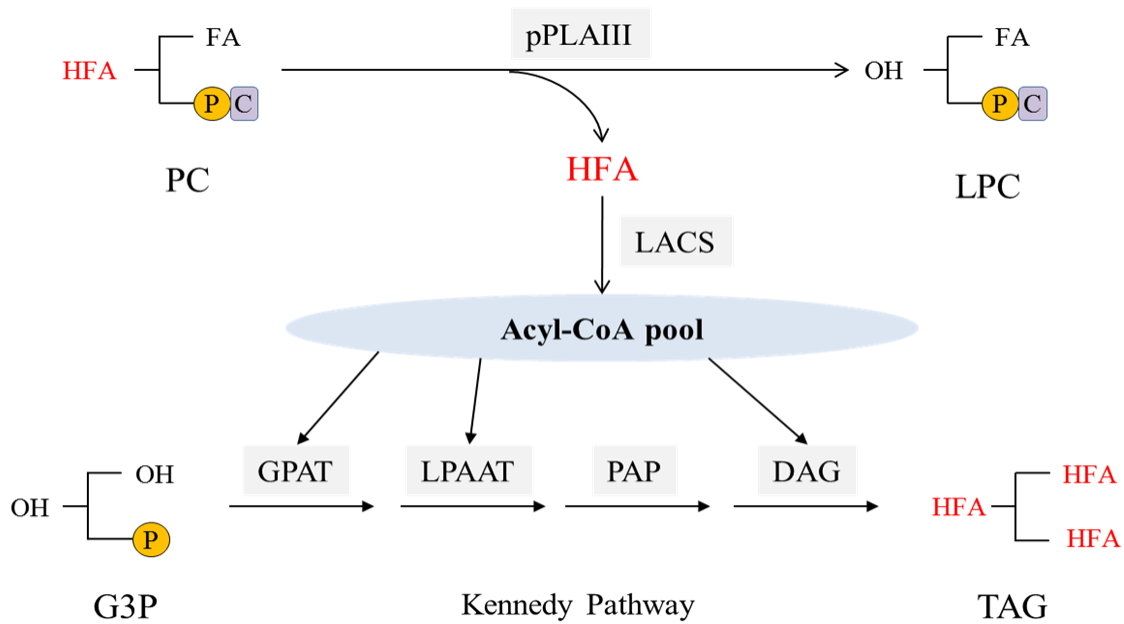 pPLAIII
FA
HFA
P C
PC
OH
FA
P C
LPC
HFA
LACS
Acyl-CoA pool
GPAT
LPAAT
PAP
DAG
OH
OH
P
G3P
Kennedy Pathway
HFA
HFA
HFA
TAG